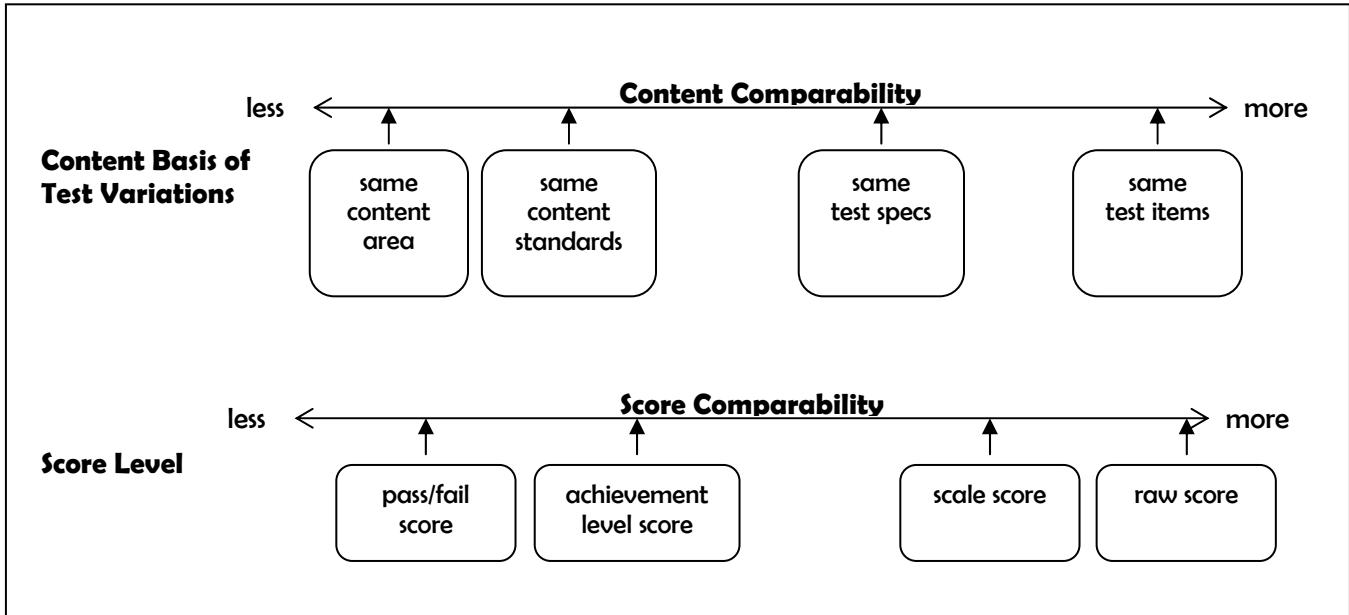 Content Comparability
less
more
Content Basis of
Test Variations
same
content
area
same
content
standards
same
test specs
same
test items
Score Comparability
less
more
Score Level
pass/fail
score
achievement
level score
scale score
raw score